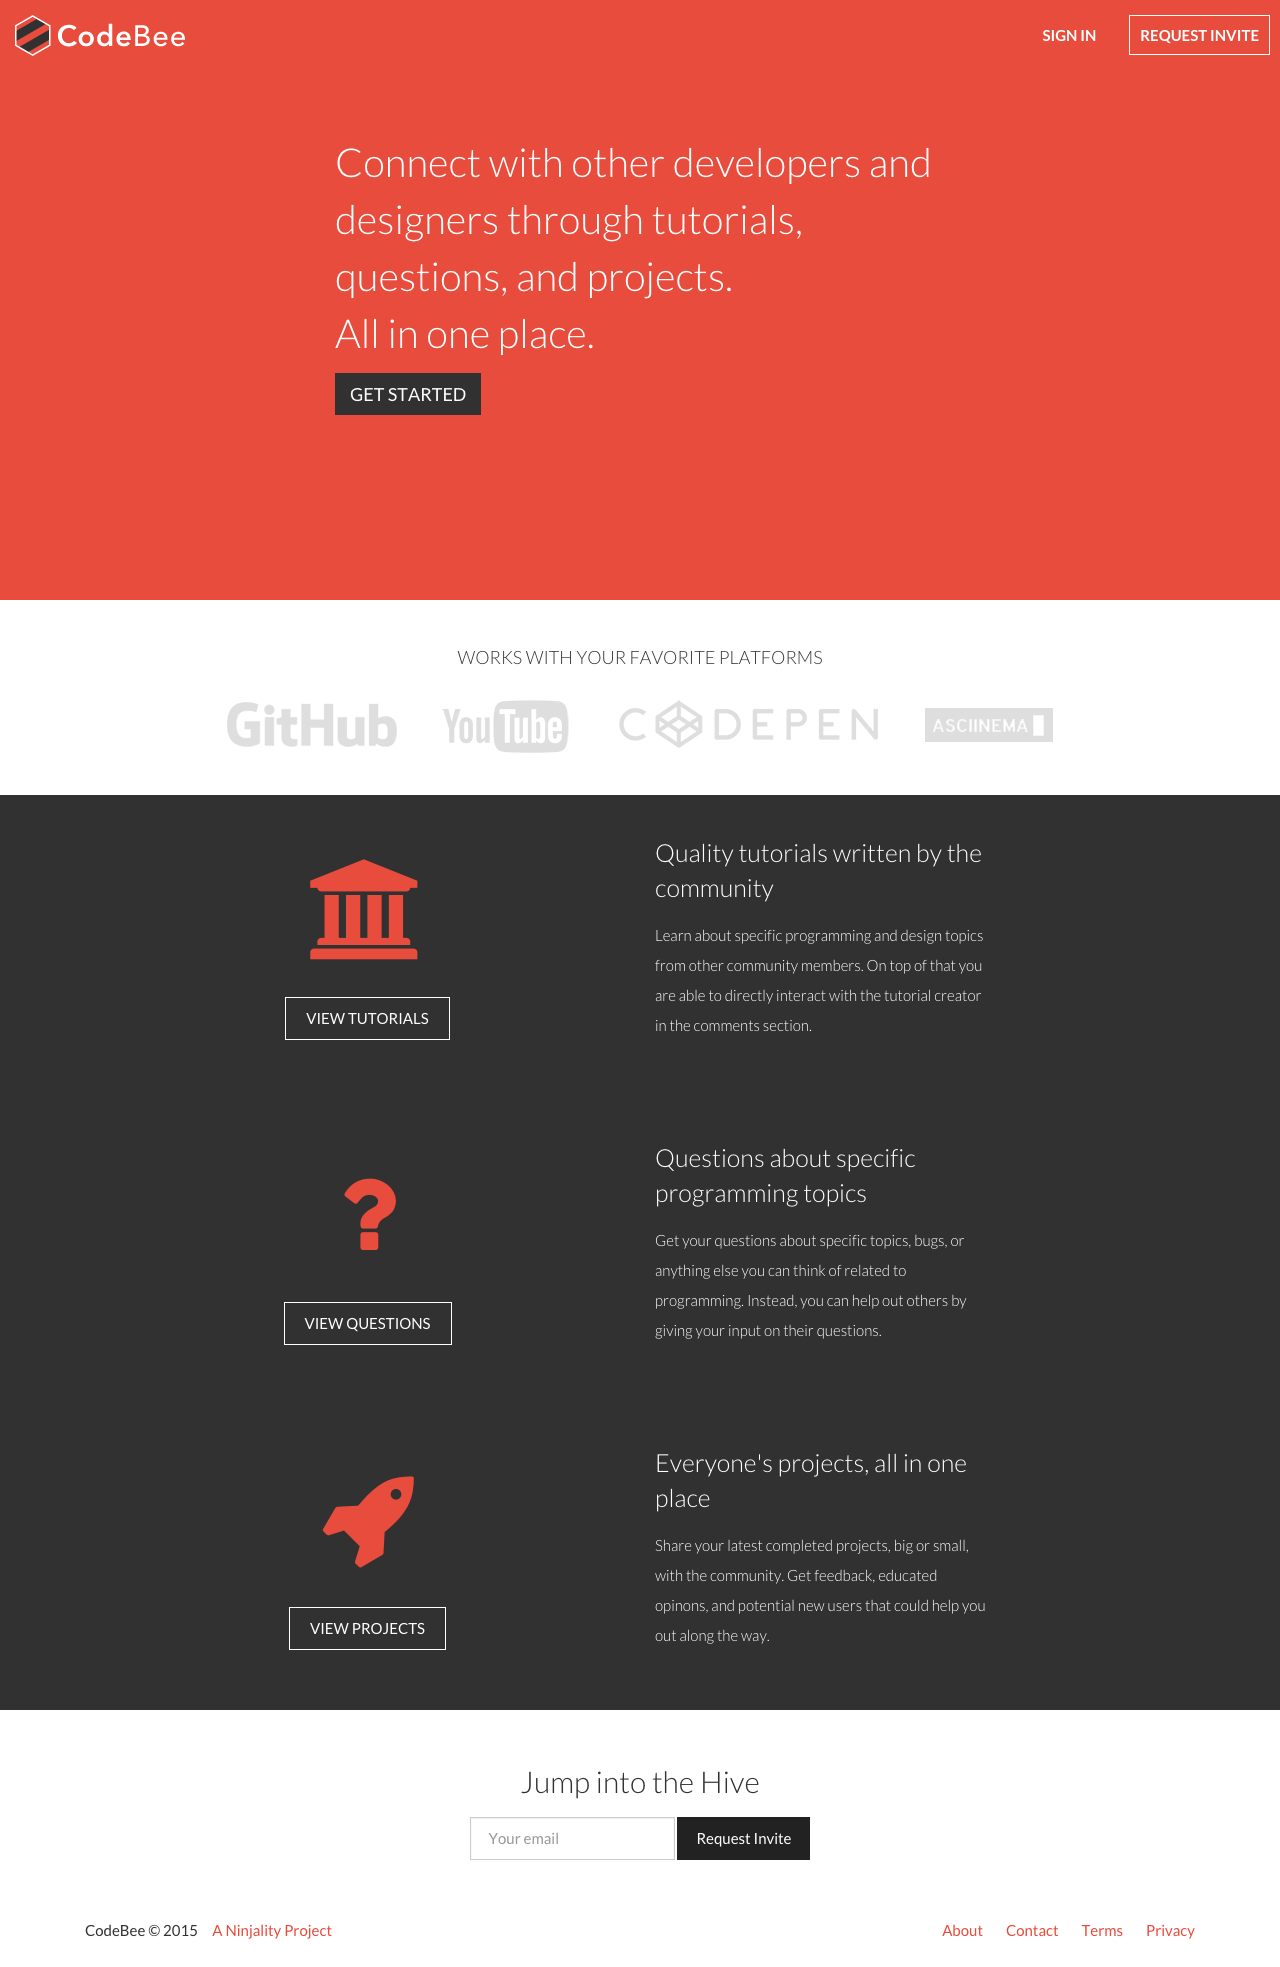 CodeBee
SIGN IN
REQUEST INVITE
Connect with other developers and
designers through tutorials,
questions, and projects.
All in one place.
GET STARTED
WORKS WITH YOUR FAVORITE PLATFORMS
GitHub
YouTube
CODEPEN
ASCIINEMA
Quality tutorials written by the
community
Learn about specific programming and design topics
from other community members. On top of that you
are able to directly interact with the tutorial creator
in the comments section.
VIEW TUTORIALS
Questions about specific
programming topics
Get your questions about specific topics, bugs, or
anything else you can think of related to
programming. Instead, you can help out others by
giving your input on their questions.
?
VIEW QUESTIONS
Everyone's projects, all in one
place
Share your latest completed projects, big or small,
with the community. Get feedback, educated
opinons, and potential new users that could help you
out along the way.
VIEW PROJECTS
Jump into the Hive
Your email
Request Invite
CodeBee © 2015
A Ninjality Project
About
Contact
Terms
Privacy